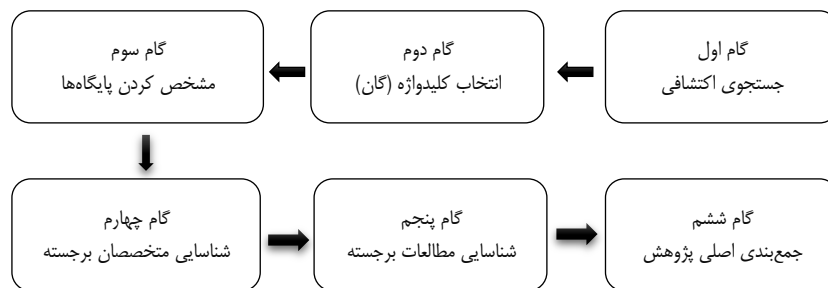 گام اول
جستجوی اکتشافی
گام دوم
انتخاب کلیدواژه (گان)
گام سوم
مشخص کردن پایگاه‌ها
گام چهارم
شناسایی متخصصان برجسته
گام پنجم
شناسایی مطالعات برجسته
گام ششم
جمع‌بندی اصلی پژوهش